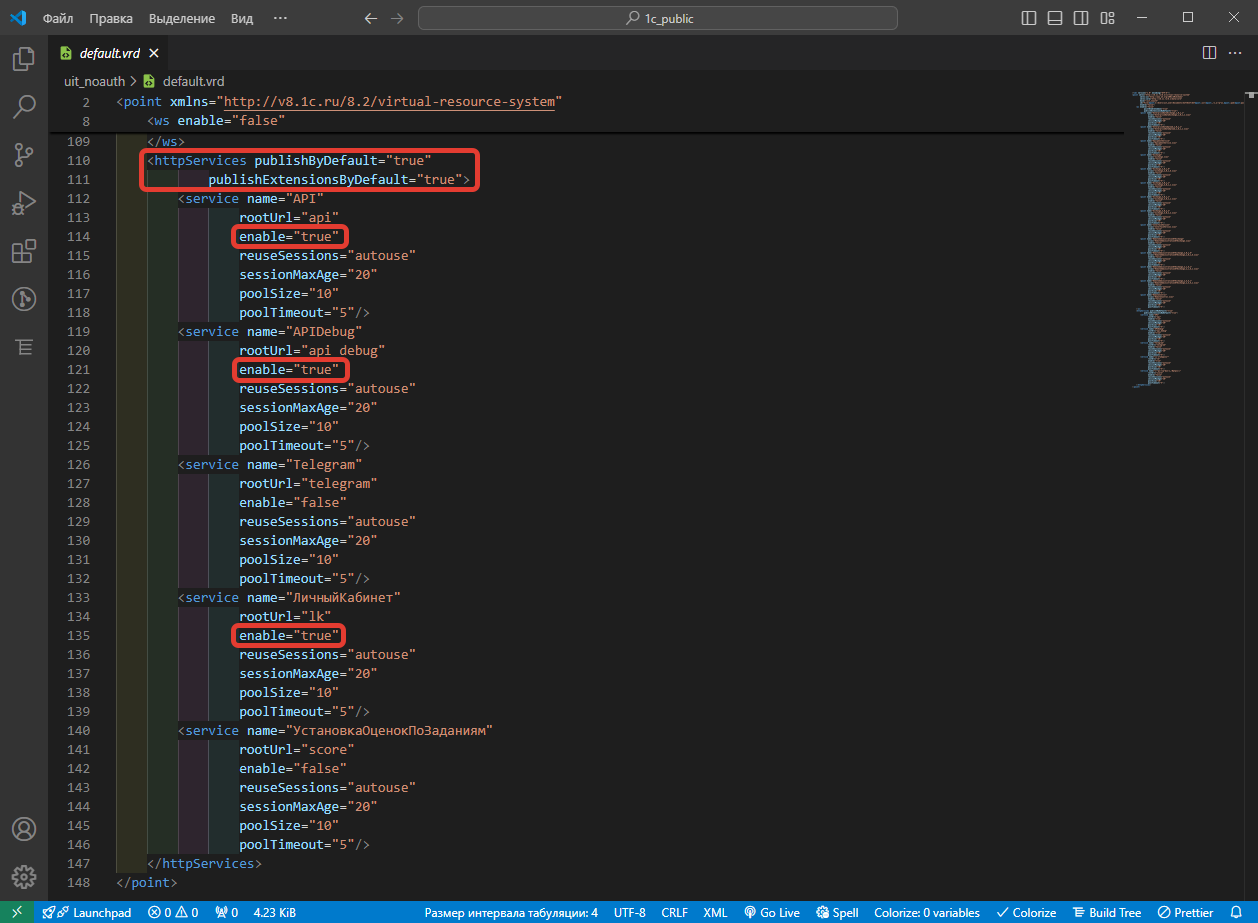 Файл Правка Выделение Вид ··· 1c_public
default.vrd
uit_noauth > default.vrd
2 <point xmlns="http://v8.1c.ru/8.2/virtual-resource-system"
8 <ws enable="false"
109 </ws>
110 <httpServices publishByDefault="true"
111 publishExtensionsByDefault="true">
112 <service name="API"
113 rootUrl="api"
114 enable="true"
115 reuseSessions="autouse"
116 sessionMaxAge="20"
117 poolSize="10"
118 poolTimeout="5"/>
119 <service name="APIDebug"
120 rootUrl="api_debug"
121 enable="true"
122 reuseSessions="autouse"
123 sessionMaxAge="20"
124 poolSize="10"
125 poolTimeout="5"/>
126 <service name="Telegram"
127 rootUrl="telegram"
128 enable="false"
129 reuseSessions="autouse"
130 sessionMaxAge="20"
131 poolSize="10"
132 poolTimeout="5"/>
133 <service name="ЛичныйКабинет"
134 rootUrl="lk"
135 enable="true"
136 reuseSessions="autouse"
137 sessionMaxAge="20"
138 poolSize="10"
139 poolTimeout="5"/>
140 <service name="УстановкаОценокПоЗаданиям"
141 rootUrl="score"
142 enable="false"
143 reuseSessions="autouse"
144 sessionMaxAge="20"
145 poolSize="10"
146 poolTimeout="5"/>
147 </httpServices>
148 </point>
Launchpad 0 0 0 4.23 KiB Размер интервала табуляции: 4 UTF-8 CRLF XML Go Live Spell Colorize: 0 variables Colorize Build Tree Prettier